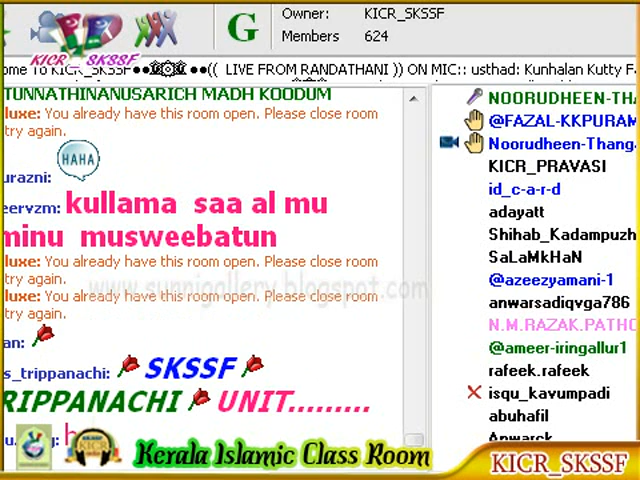 Owner: KICR_SKSSF
Members 624
G
KICR_SKSSF
ome To KICR_SKSSF●●۞●●(( LIVE FROM RANDATHANI )) ON MIC:: usthad: Kunhalan Kutty F
TUNNATHINANUSARICH MADH KOODUM
luxe: You already have this room open. Please close room
try again.
HAHA
urazni:
eeryzm: kullama saa al mu
minu musweebatun
luxe: You already have this room open. Please close room
try again.
www.sunnigallery.blogspot.com
luxe: You already have this room open. Please close room
try again.
an:
s_trippanachi: SKSSF
RIPPANACHI UNIT.........
NOORUDHEEN-THA
@FAZAL-KKPURAM
Noorudheen-Thanga
KICR_PRAVASI
id_c-a-r-d
adayatt
Shihab_Kadampuzh
SaLaMkHaN
@azeezyamani-1
anwarsadiqvga786
N.M.RAZAK.PATHO
@ameer-iringallur1
rafeek.rafeek
isqu_kavumpadi
abuhafil
Anwarck
KICR
Kerala Islamic Class Room
KICR_SKSSF